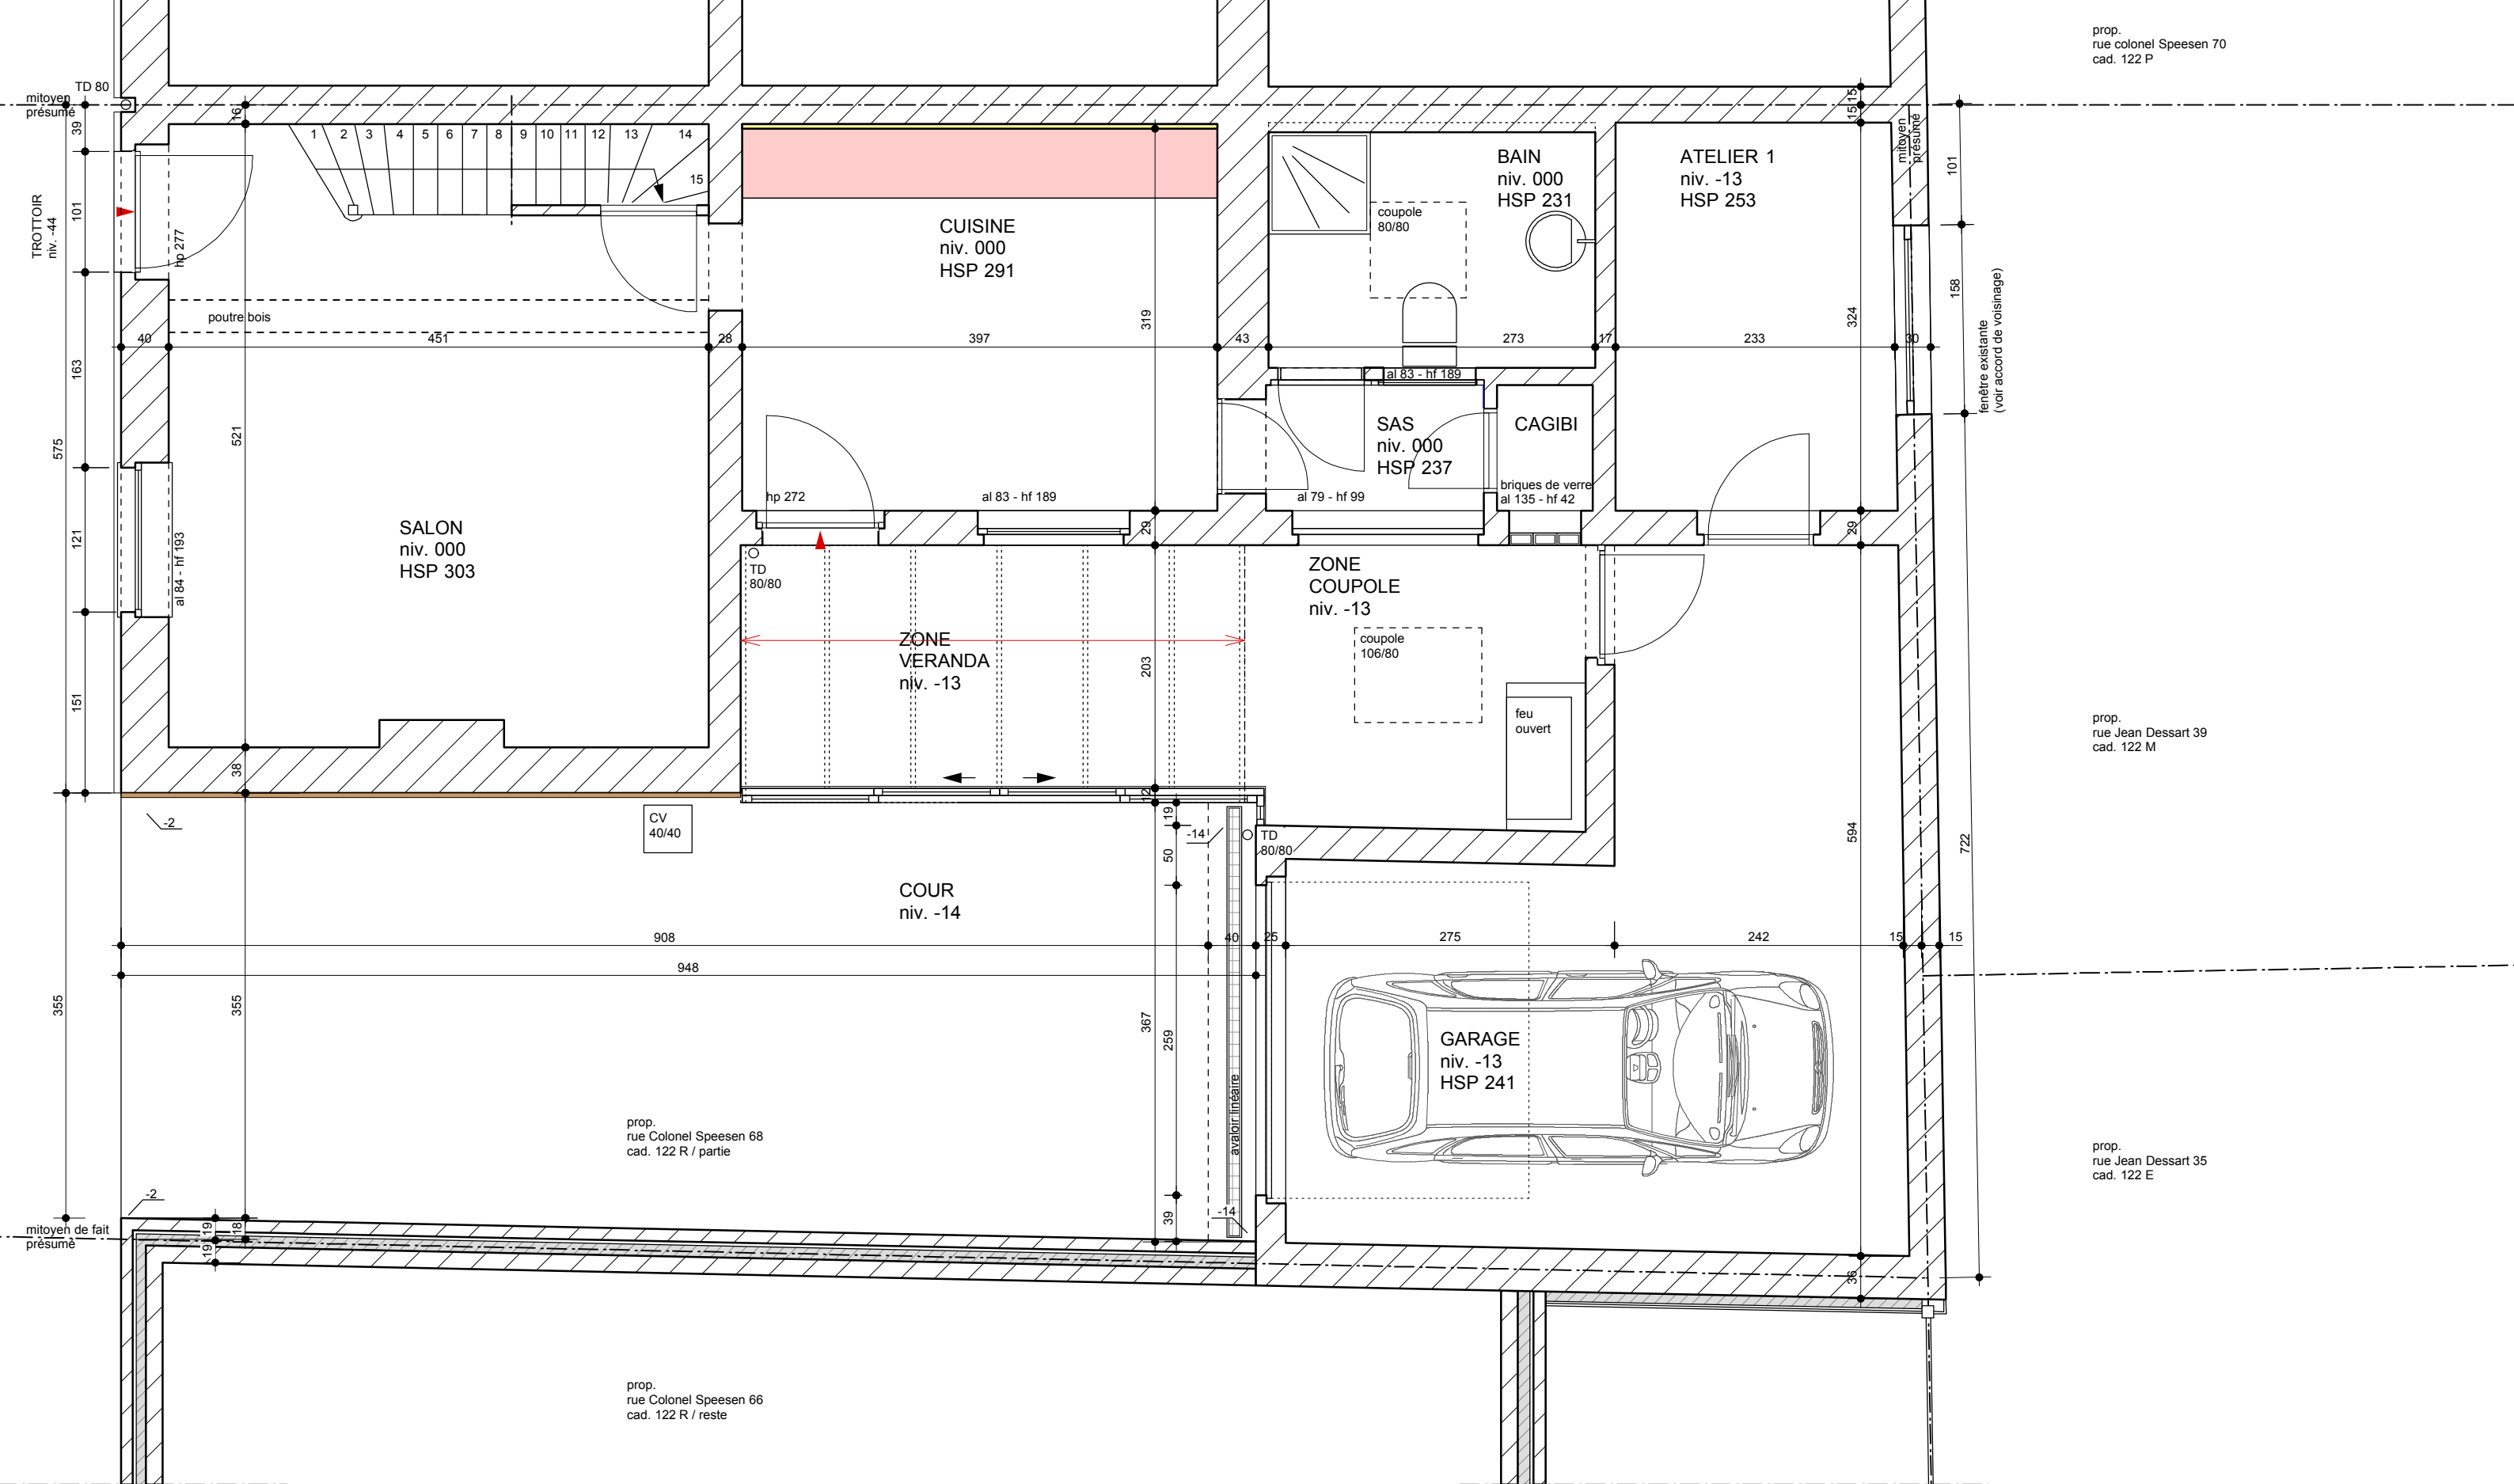 prop.
rue colonel Speesen 70
cad. 122 P
TD 80
mitoyen
présumé
39
16
1 2 3 4 5 6 7 8 9 10 11 12 13 14
15
15
15
mitoyen
présumé
101
TROTTOIR
niv. -44
101
hp 277
CUISINE
niv. 000
HSP 291
BAIN
niv. 000
HSP 231
coupole
80/80
ATELIER 1
niv. -13
HSP 253
158
fenêtre existante
(voir accord de voisinage)
poutre bois
319
324
40 451 28 397 43 273 17 233 30
163
al 83 - hf 189
575
521
SAS
niv. 000
HSP 237
CAGIBI
briques de verre
al 135 - hf 42
hp 272
al 83 - hf 189
al 79 - hf 99
121
al 84 - hf 193
SALON
niv. 000
HSP 303
29
29
TD
80/80
ZONE
COUPOLE
niv. -13
ZONE
VERANDA
niv. -13
203
coupole
106/80
151
feu
ouvert
prop.
rue Jean Dessart 39
cad. 122 M
38
12
19
-2
CV
40/40
-14
TD
80/80
50
594
722
COUR
niv. -14
908 40 25 275 242 15 15
948
355
355
367
259
GARAGE
niv. -13
HSP 241
avaloir linéaire
prop.
rue Colonel Speesen 68
cad. 122 R / partie
prop.
rue Jean Dessart 35
cad. 122 E
-2
39
-14
mitoyen de fait
présumé
19
18
19
36
prop.
rue Colonel Speesen 66
cad. 122 R / reste